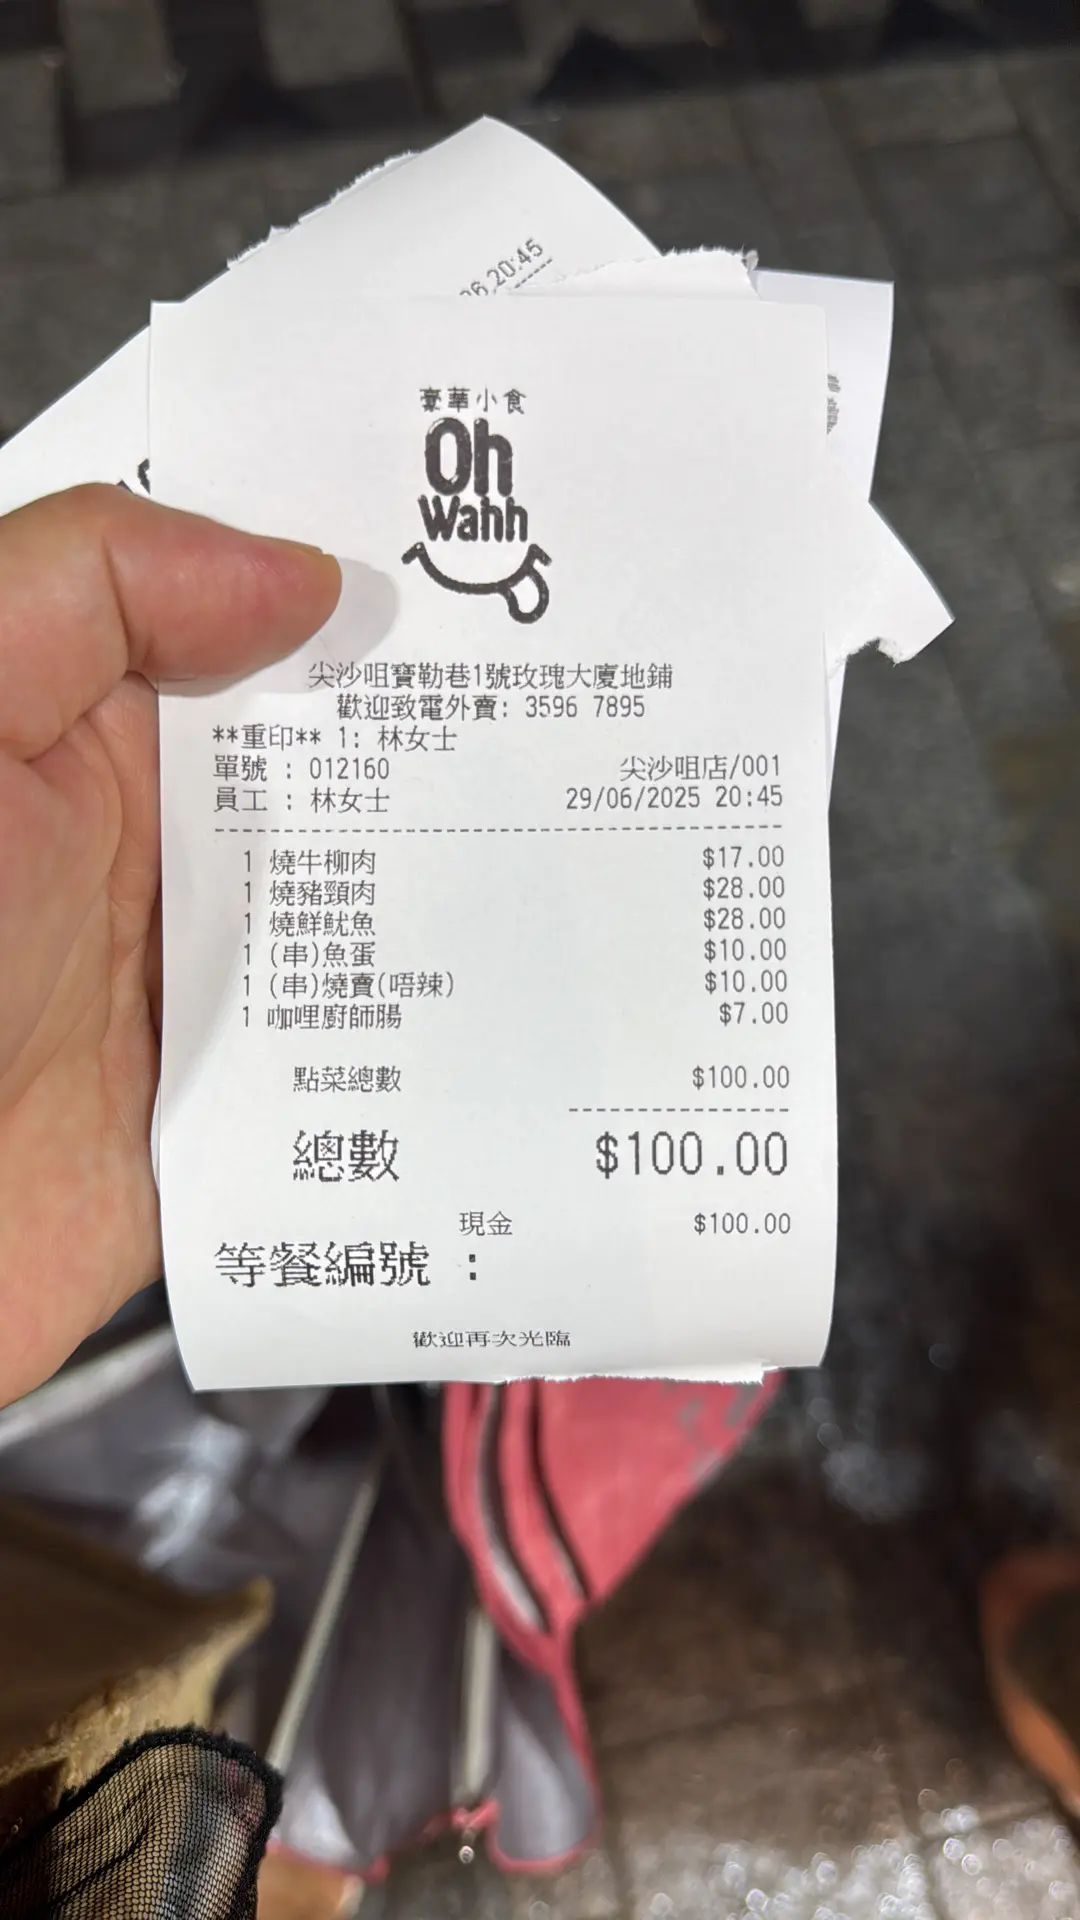 06 20:45
豪華小食
Oh
Wahh
尖沙咀寶勒巷1號玫瑰大廈地鋪
歡迎致電外賣: 3596 7895
**重印** 1: 林女士
單號 : 012160 尖沙咀店/001
員工 : 林女士 29/06/2025 20:45
1 燒牛柳肉 $17.00
1 燒豬頸肉 $28.00
1 燒鮮魷魚 $28.00
1 (串)魚蛋 $10.00
1 (串)燒賣(唔辣) $10.00
1 咖哩廚師腸 $7.00
點菜總數 $100.00
總數 $100.00
現金 $100.00
等餐編號 :
歡迎再次光臨